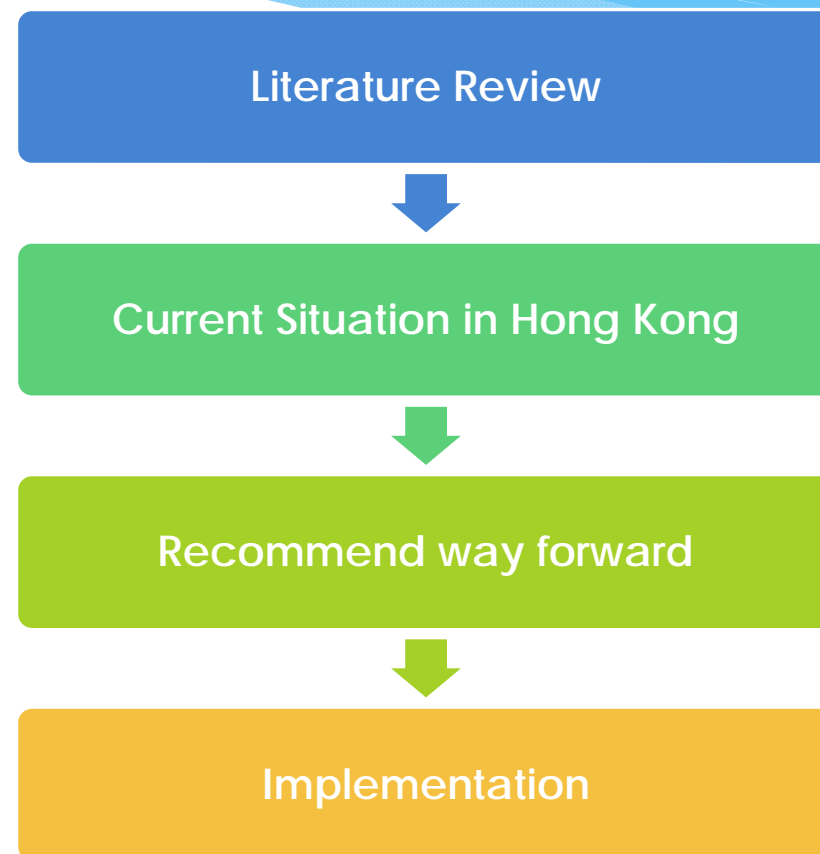 Literature Review
Current Situation in Hong Kong
Recommend way forward
Implementation